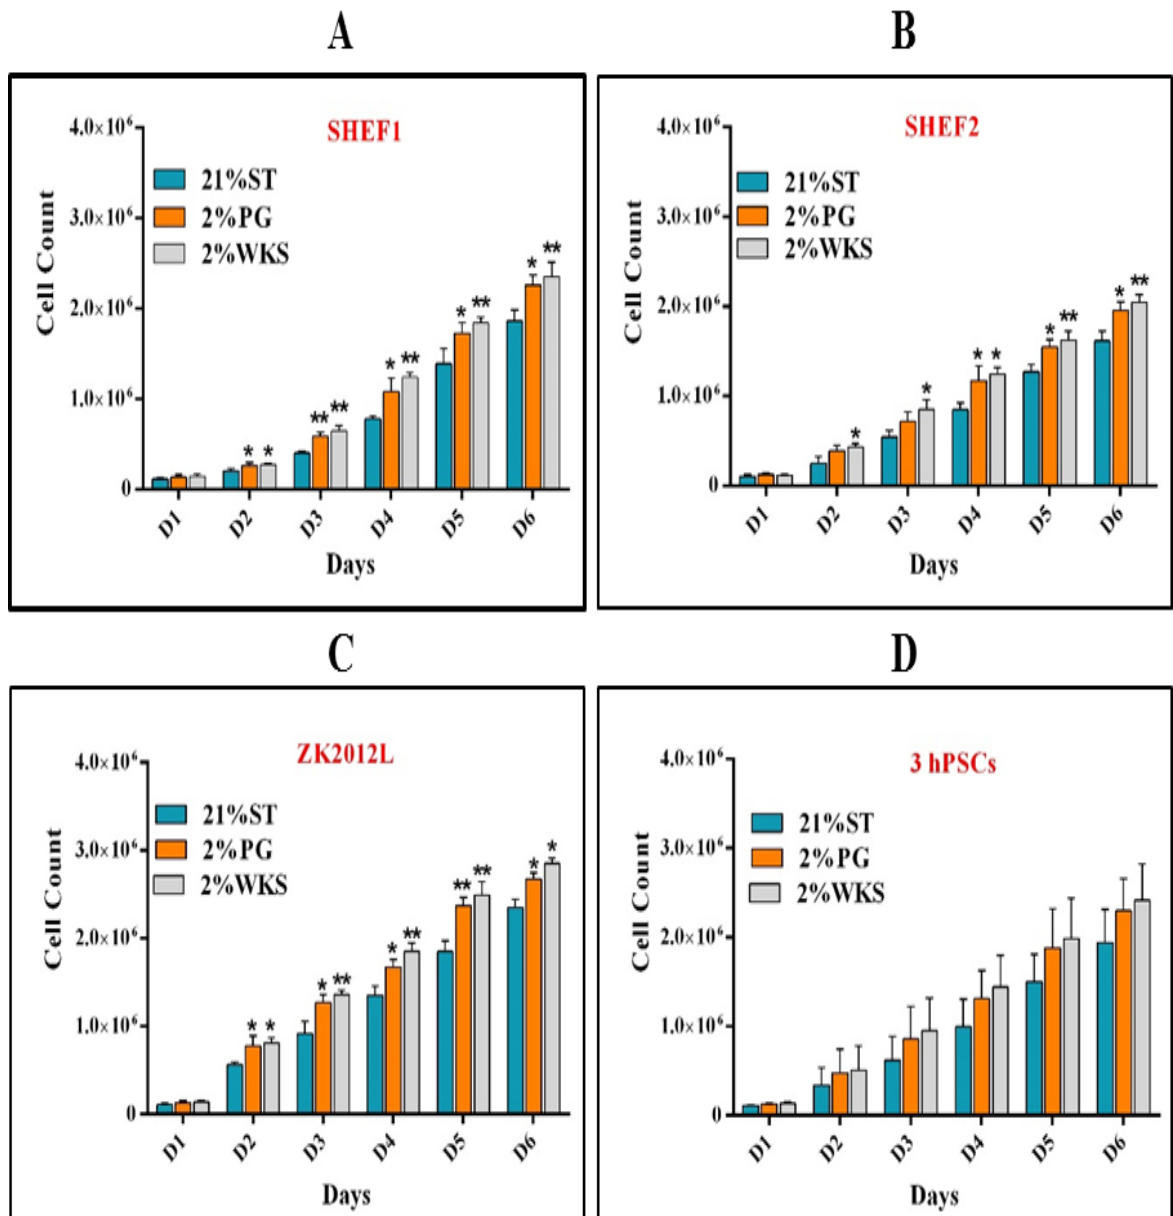 A
SHEF1
4.0×10⁶
3.0×10⁶
2.0×10⁶
1.0×10⁶
0
Cell Count
21%ST
2%PG
2%WKS
* *
** **
* **
* **
* **
D1 D2 D3 D4 D5 D6
Days
B
SHEF2
4.0×10⁶
3.0×10⁶
2.0×10⁶
1.0×10⁶
0
Cell Count
21%ST
2%PG
2%WKS
*
*
* *
* **
* **
D1 D2 D3 D4 D5 D6
Days
C
ZK2012L
4.0×10⁶
3.0×10⁶
2.0×10⁶
1.0×10⁶
0
Cell Count
21%ST
2%PG
2%WKS
* *
* **
* **
** **
* *
D1 D2 D3 D4 D5 D6
Days
D
3 hPSCs
4.0×10⁶
3.0×10⁶
2.0×10⁶
1.0×10⁶
0
Cell Count
21%ST
2%PG
2%WKS
D1 D2 D3 D4 D5 D6
Days